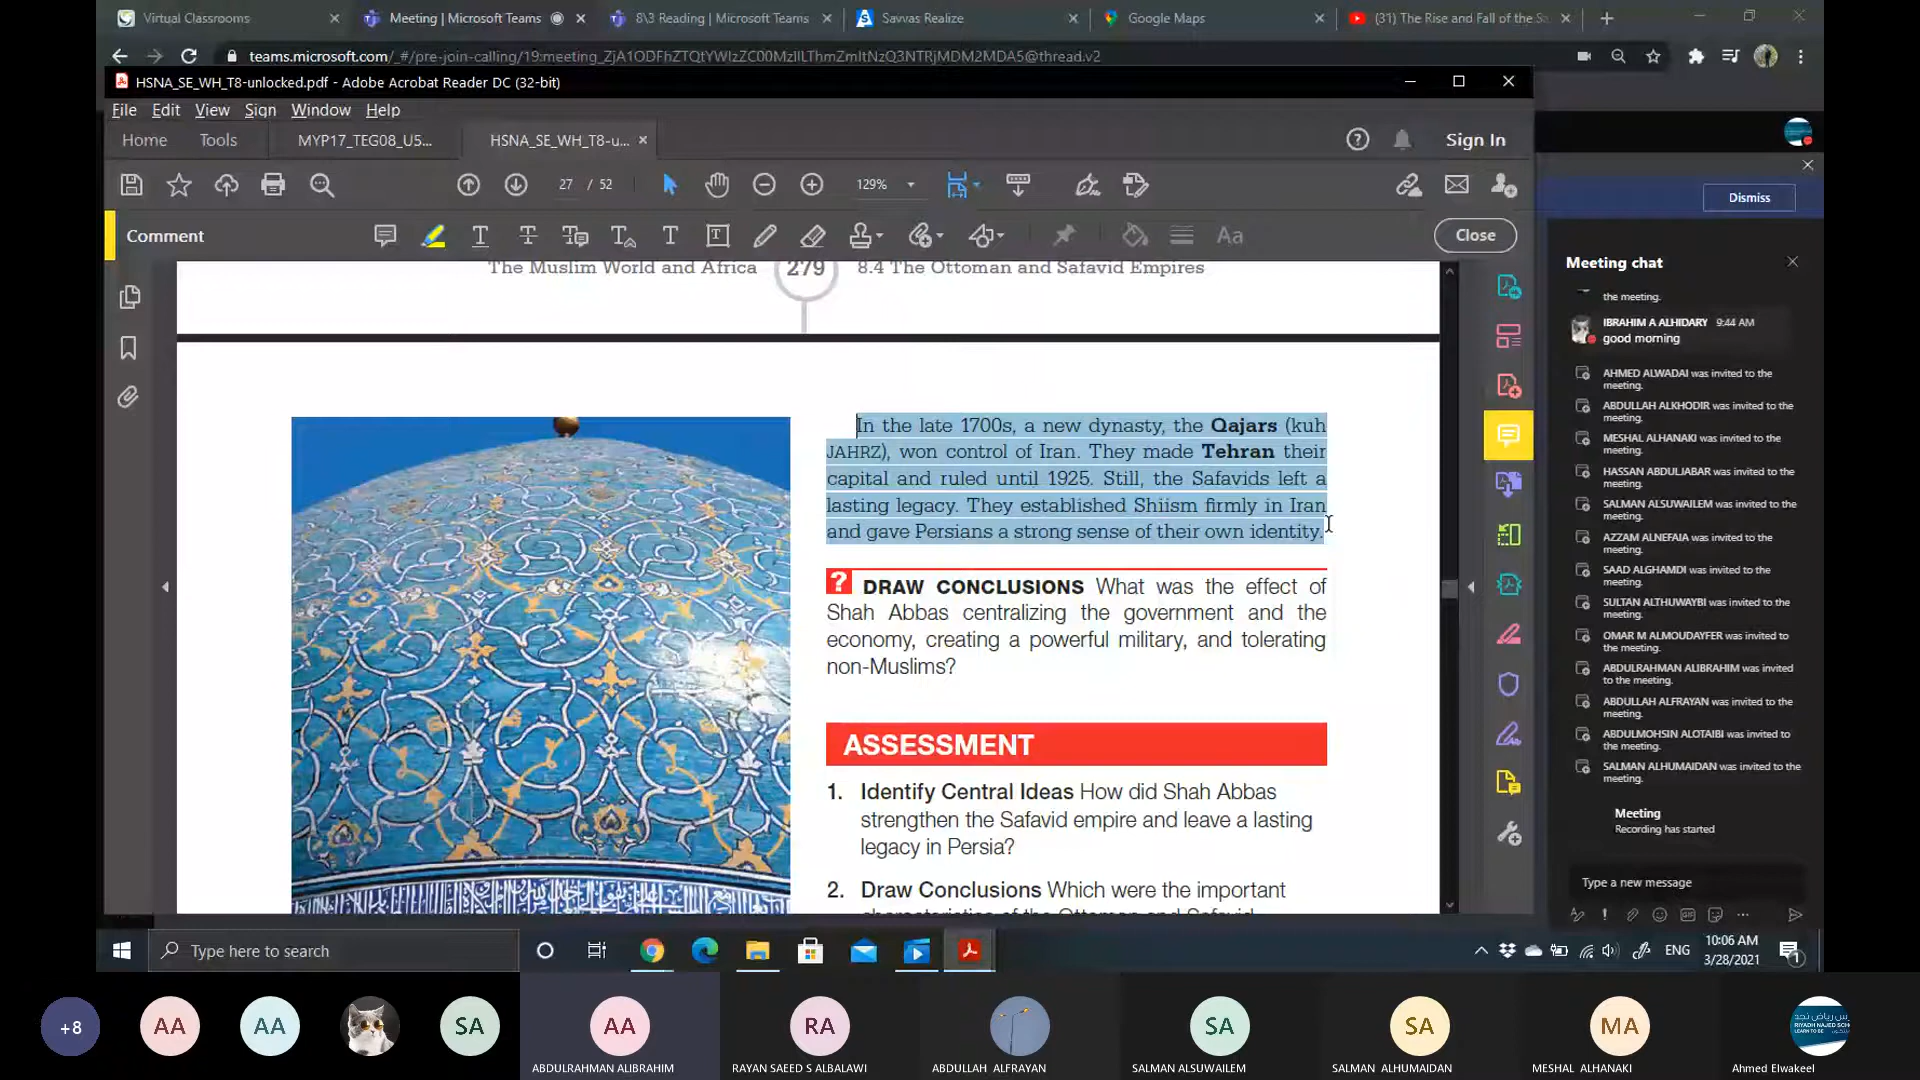 Virtual Classrooms
Meeting | Microsoft Teams
8\3 Reading | Microsoft Teams
Savvas Realize
Google Maps
(31) The Rise and Fall of the Sa
teams.microsoft.com/_#/pre-join-calling/19:meeting_
HSNA_SE_WH_T8-unlocked.pdf - Adobe Acrobat Reader DC (32-bit)
File Edit View Sign Window Help
Home Tools MYP17_TEG08_U5... HSNA_SE_WH_T8-u... Sign In
27 / 52 129%
Dismiss
Comment
Close
The Muslim World and Africa 279 8.4 The Ottoman and Safavid Empires
In the late 1700s, a new dynasty, the Qajars (kuh
JAHRZ), won control of Iran. They made Tehran their
capital and ruled until 1925. Still, the Safavids left a
lasting legacy. They established Shiism firmly in Iran
and gave Persians a strong sense of their own identity.
? DRAW CONCLUSIONS What was the effect of
Shah Abbas centralizing the government and the
economy, creating a powerful military, and tolerating
non-Muslims?
ASSESSMENT
1. Identify Central Ideas How did Shah Abbas
strengthen the Safavid empire and leave a lasting
legacy in Persia?
2. Draw Conclusions Which were the important
Meeting chat
the meeting.
IBRAHIM A ALHIDARY 9:44 AM
good morning
AHMED ALWADAI was invited to the
meeting.
ABDULLAH ALKHODIR was invited to the
meeting.
MESHAL ALHANAKI was invited to the
meeting.
HASSAN ABDULJABAR was invited to the
meeting.
SALMAN ALSUWAILEM was invited to the
meeting.
AZZAM ALNEFAIA was invited to the
meeting.
SAAD ALGHAMDI was invited to the
meeting.
SULTAN ALTHUWAYBI was invited to the
meeting.
OMAR M ALMOUDAYFER was invited to
the meeting.
ABDULRAHMAN ALIBRAHIM was invited
to the meeting.
ABDULLAH ALFRAYAN was invited to the
meeting.
ABDULMOHSIN ALOTAIBI was invited to
the meeting.
SALMAN ALHUMAIDAN was invited to the
meeting.
Meeting
Recording has started
Type a new message
Type here to search
ENG
10:06 AM
3/28/2021
+8 AA AA SA AA RA SA SA MA
ABDULRAHMAN ALIBRAHIM
RAYAN SAEED S ALBALAWI
ABDULLAH ALFRAYAN
SALMAN ALSUWAILEM
SALMAN ALHUMAIDAN
MESHAL ALHANAKI
Ahmed Elwakeel